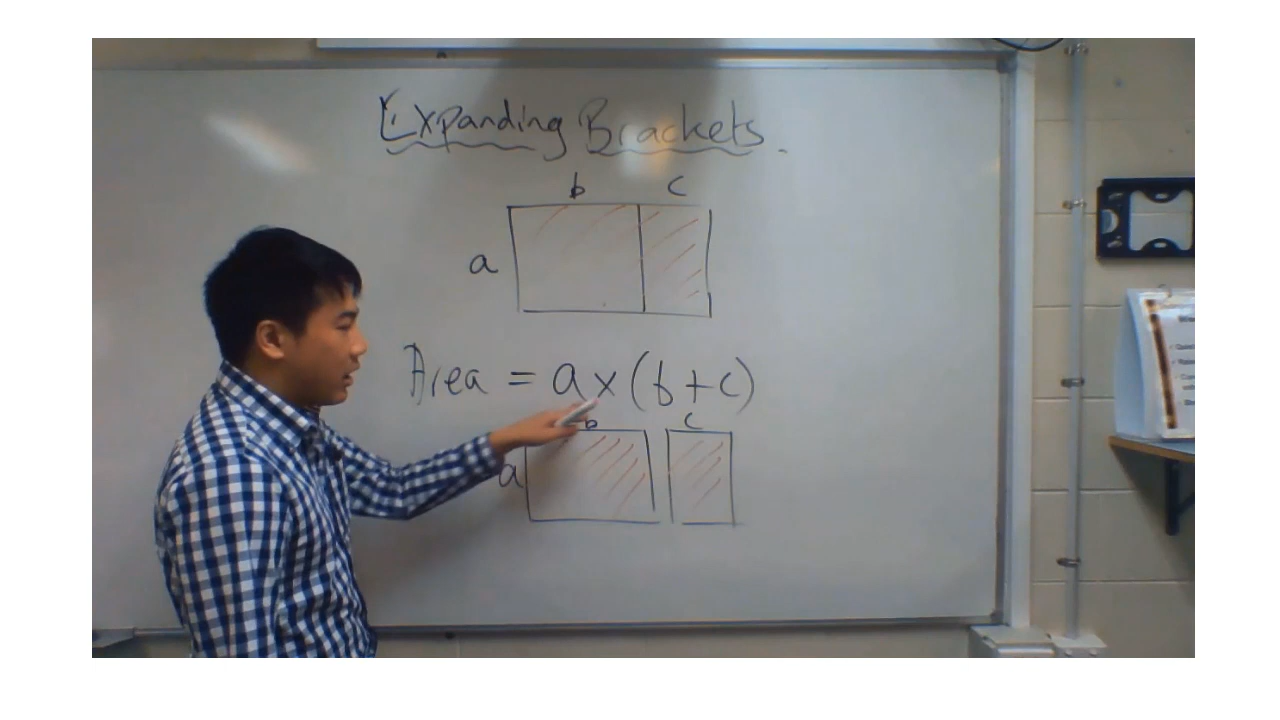 Expanding Brackets.
b c
a
Area = a x (b + c)
b c
a